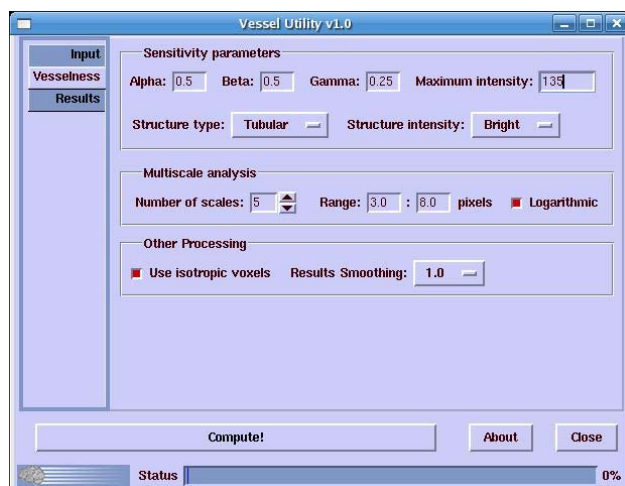 Vessel Utility v1.0
Input
Vesselness
Results
Sensitivity parameters
Alpha: 0.5 Beta: 0.5 Gamma: 0.25 Maximum intensity: 135
Structure type: Tubular Structure intensity: Bright
Multiscale analysis
Number of scales: 5 Range: 3.0 : 8.0 pixels Logarithmic
Other Processing
Use isotropic voxels Results Smoothing: 1.0
Compute! About Close
Status 0%